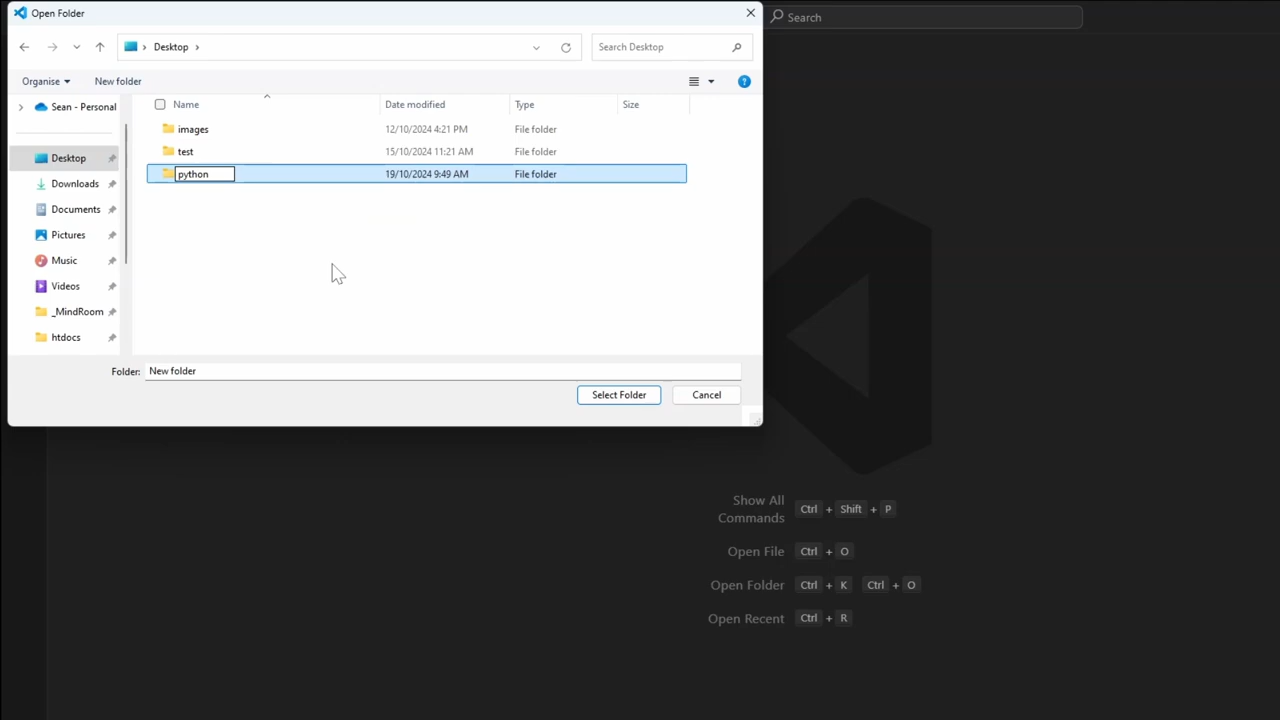 Open Folder
Search
Desktop
Search Desktop
Organise
New folder
Name
Date modified
Type
Size
Sean - Personal
images
12/10/2024 4:21 PM
File folder
test
15/10/2024 11:21 AM
File folder
python
19/10/2024 9:49 AM
File folder
Desktop
Downloads
Documents
Pictures
Music
Videos
_MindRoom
htdocs
Folder: New folder
Select Folder
Cancel
Show All
Commands
Ctrl + Shift + P
Open File Ctrl + O
Open Folder Ctrl + K Ctrl + O
Open Recent Ctrl + R